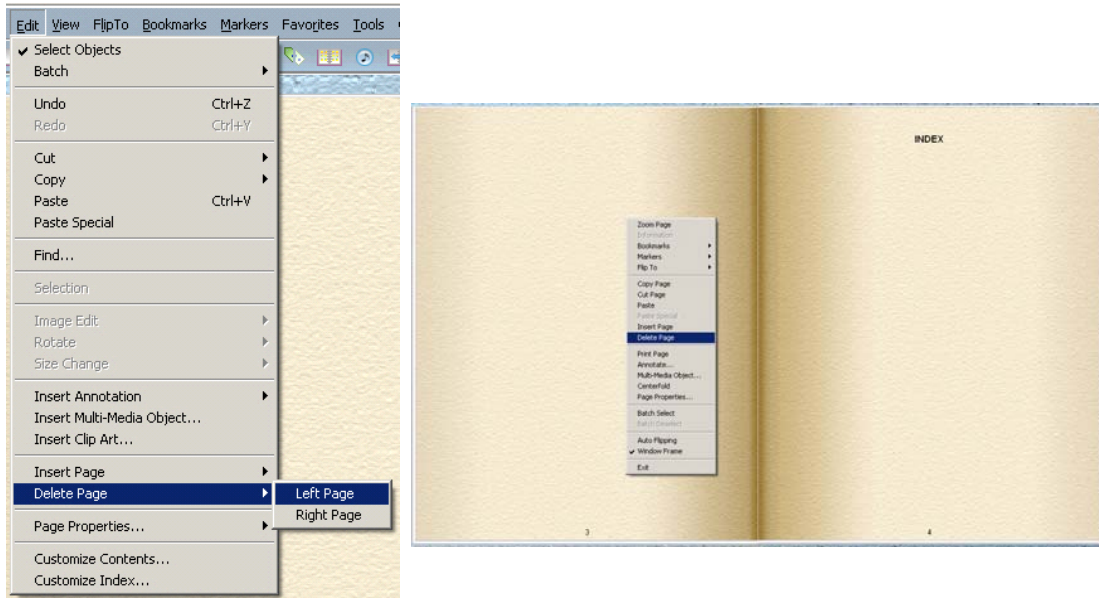 Edit View FlipTo Bookmarks Markers Favorites Tools
Select Objects
Batch
Undo Ctrl+Z
Redo Ctrl+Y
Cut
Copy
Paste Ctrl+V
Paste Special
Find...
Selection
Image Edit
Rotate
Size Change
Insert Annotation
Insert Multi-Media Object...
Insert Clip Art...
Insert Page
Delete Page
Left Page
Right Page
Page Properties...
Customize Contents...
Customize Index...
INDEX
Zoom Page
Information
Bookmarks
Markers
Flip To
Copy Page
Cut Page
Paste
Paste Special
Insert Page
Delete Page
Print Page
Annotate...
Multi-Media Object...
Centerfold
Page Properties...
Batch Select
Batch Deselect
Auto Flipping
Window Frame
Exit
3
4